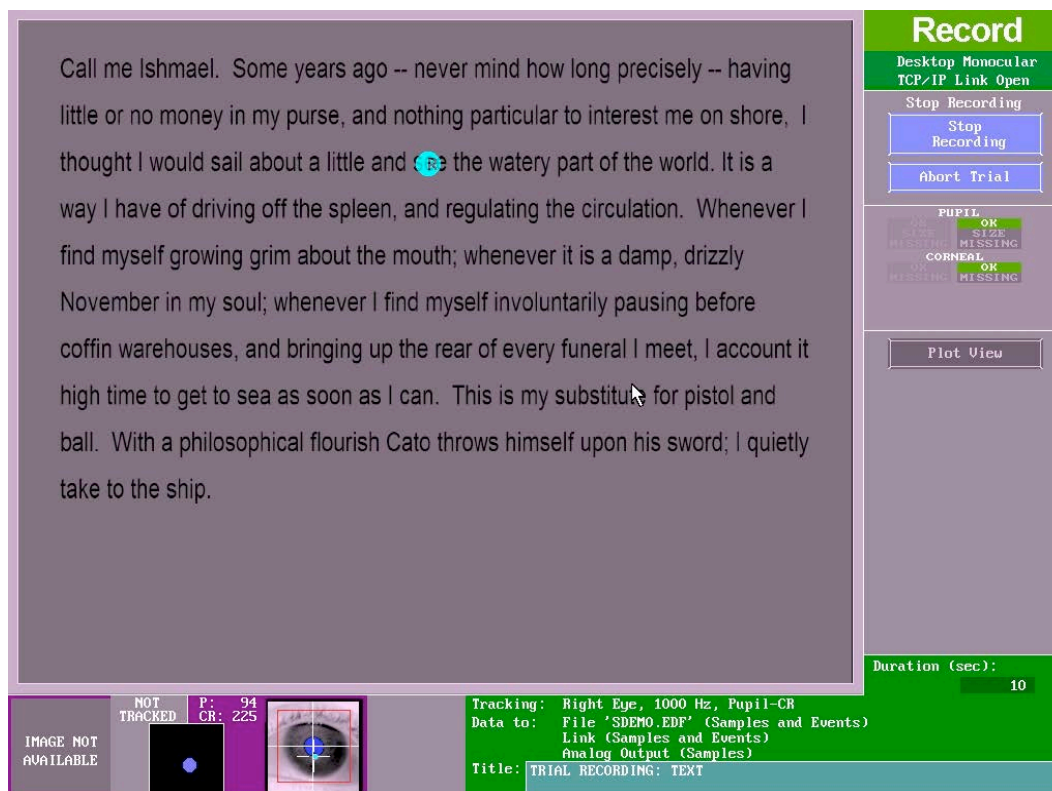 Call me Ishmael.  Some years ago -- never mind how long precisely -- having
little or no money in my purse, and nothing particular to interest me on shore,  I
thought I would sail about a little and see the watery part of the world. It is a
way I have of driving off the spleen, and regulating the circulation.  Whenever I
find myself growing grim about the mouth; whenever it is a damp, drizzly
November in my soul; whenever I find myself involuntarily pausing before
coffin warehouses, and bringing up the rear of every funeral I meet, I account it
high time to get to sea as soon as I can.  This is my substitute for pistol and
ball.  With a philosophical flourish Cato throws himself upon his sword; I quietly
take to the ship.
Record
Desktop Monocular
TCP/IP Link Open
Stop Recording
Stop
Recording
Abort Trial
PUPIL
OK OK
SIZE SIZE
MISSING MISSING
CORNEAL
OK OK
MISSING MISSING
Plot View
Duration (sec):
10
IMAGE NOT
AVAILABLE
NOT
TRACKED
P: 94
CR: 225
Tracking: Right Eye, 1000 Hz, Pupil-CR
Data to: File 'SDEMO.EDF' (Samples and Events)
Link (Samples and Events)
Analog Output (Samples)
Title: TRIAL RECORDING: TEXT